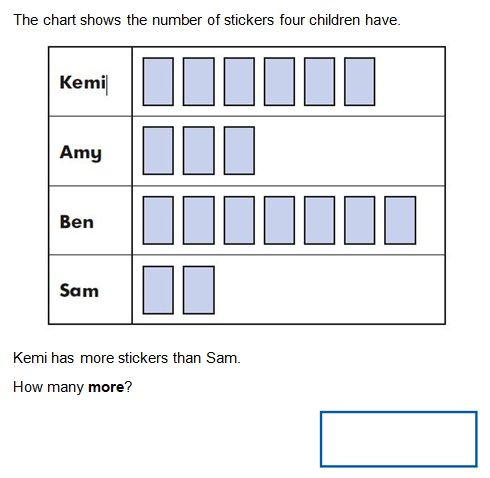 The chart shows the number of stickers four children have.
Kemi
Amy
Ben
Sam
Kemi has more stickers than Sam.
How many more?